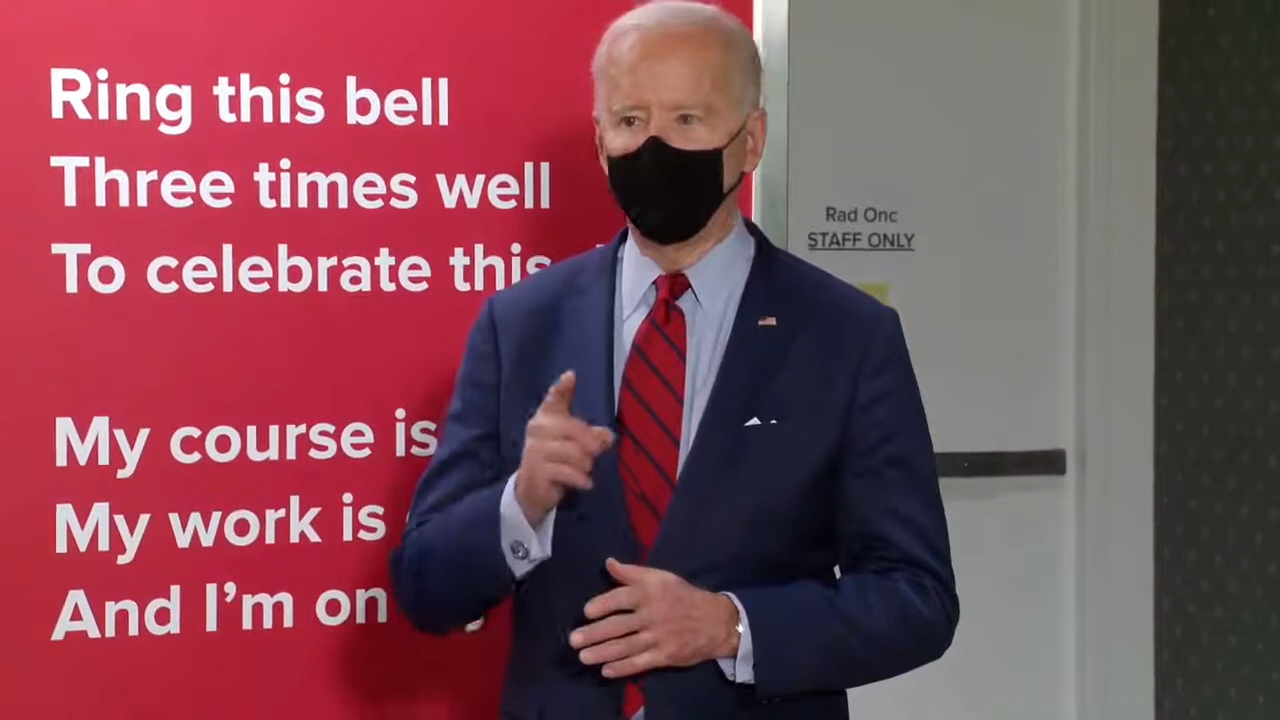 Ring this bell
Three times well
To celebrate this
My course is
My work is
And I'm on
Rad Onc
STAFF ONLY